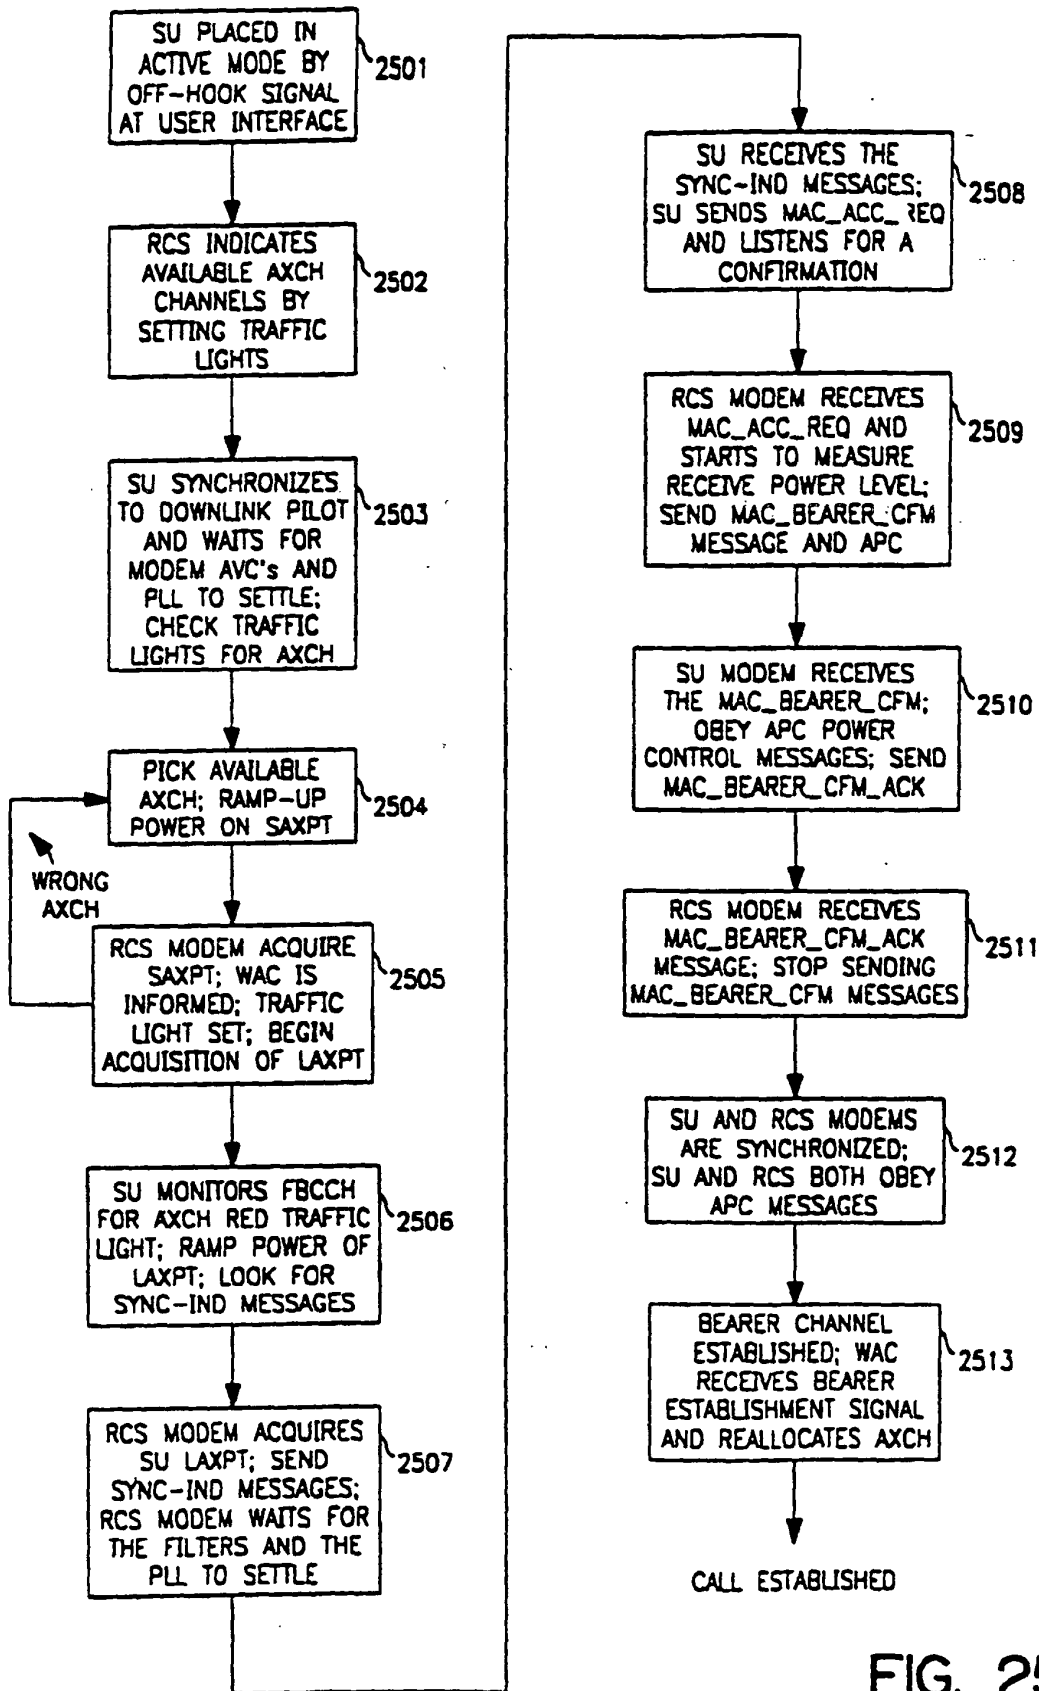 SU PLACED IN
ACTIVE MODE BY
OFF-HOOK SIGNAL
AT USER INTERFACE
2501
RCS INDICATES
AVAILABLE AXCH
CHANNELS BY
SETTING TRAFFIC
LIGHTS
2502
SU SYNCHRONIZES
TO DOWNLINK PILOT
AND WAITS FOR
MODEM AVC's AND
PLL TO SETTLE;
CHECK TRAFFIC
LIGHTS FOR AXCH
2503
PICK AVAILABLE
AXCH; RAMP-UP
POWER ON SAXPT
2504
WRONG
AXCH
RCS MODEM ACQUIRE
SAXPT; WAC IS
INFORMED; TRAFFIC
LIGHT SET; BEGIN
ACQUISITION OF LAXPT
2505
SU MONITORS FBCCH
FOR AXCH RED TRAFFIC
LIGHT; RAMP POWER OF
LAXPT; LOOK FOR
SYNC-IND MESSAGES
2506
RCS MODEM ACQUIRES
SU LAXPT; SEND
SYNC-IND MESSAGES;
RCS MODEM WAITS FOR
THE FILTERS AND THE
PLL TO SETTLE
2507
SU RECEIVES THE
SYNC-IND MESSAGES;
SU SENDS MAC_ACC_REQ
AND LISTENS FOR A
CONFIRMATION
2508
RCS MODEM RECEIVES
MAC_ACC_REQ AND
STARTS TO MEASURE
RECEIVE POWER LEVEL;
SEND MAC_BEARER_CFM
MESSAGE AND APC
2509
SU MODEM RECEIVES
THE MAC_BEARER_CFM;
OBEY APC POWER
CONTROL MESSAGES; SEND
MAC_BEARER_CFM_ACK
2510
RCS MODEM RECEIVES
MAC_BEARER_CFM_ACK
MESSAGE; STOP SENDING
MAC_BEARER_CFM MESSAGES
2511
SU AND RCS MODEMS
ARE SYNCHRONIZED;
SU AND RCS BOTH OBEY
APC MESSAGES
2512
BEARER CHANNEL
ESTABLISHED; WAC
RECEIVES BEARER
ESTABLISHMENT SIGNAL
AND REALLOCATES AXCH
2513
CALL ESTABLISHED
FIG. 25